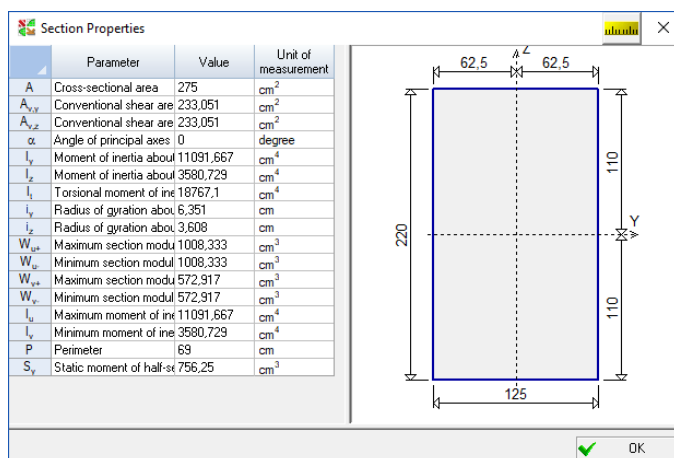 Section Properties
Parameter Value Unit of measurement
A Cross-sectional area 275 cm2
Av,y Conventional shear are 233,051 cm2
Av,z Conventional shear are 233,051 cm2
α Angle of principal axes 0 degree
Iy Moment of inertia abou 11091,667 cm4
Iz Moment of inertia abou 3580,729 cm4
It Torsional moment of ine 18767,1 cm4
iy Radius of gyration abou 6,351 cm
iz Radius of gyration abou 3,608 cm
Wu+ Maximum section modu 1008,333 cm3
Wu- Minimum section modul 1008,333 cm3
Wv+ Maximum section modu 572,917 cm3
Wv- Minimum section modul 572,917 cm3
Iu Maximum moment of ine 11091,667 cm4
Iv Minimum moment of ine 3580,729 cm4
P Perimeter 69 cm
Sy Static moment of half-se 756,25 cm3
Z
62,5 62,5
110
Y
220
110
125
OK